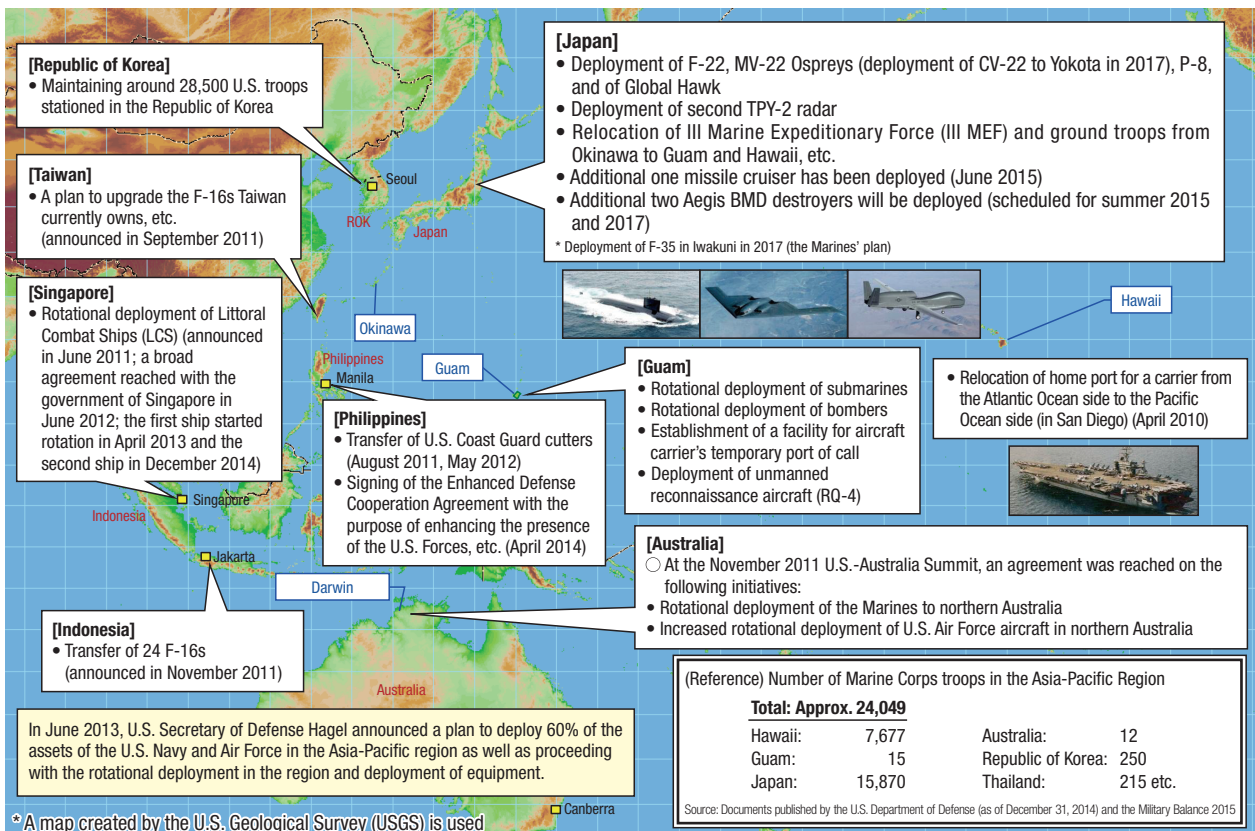 [Republic of Korea]
• Maintaining around 28,500 U.S. troops
stationed in the Republic of Korea
[Japan]
• Deployment of F-22, MV-22 Ospreys (deployment of CV-22 to Yokota in 2017), P-8,
and of Global Hawk
• Deployment of second TPY-2 radar
• Relocation of III Marine Expeditionary Force (III MEF) and ground troops from
Okinawa to Guam and Hawaii, etc.
• Additional one missile cruiser has been deployed (June 2015)
• Additional two Aegis BMD destroyers will be deployed (scheduled for summer 2015
and 2017)
* Deployment of F-35 in Iwakuni in 2017 (the Marines' plan)
[Taiwan]
• A plan to upgrade the F-16s Taiwan
currently owns, etc.
(announced in September 2011)
Seoul
ROK
Japan
[Singapore]
• Rotational deployment of Littoral
Combat Ships (LCS) (announced
in June 2011; a broad
agreement reached with the
government of Singapore in
June 2012; the first ship started
rotation in April 2013 and the
second ship in December 2014)
Okinawa
Hawaii
Philippines
Manila
Guam
[Guam]
• Rotational deployment of submarines
• Rotational deployment of bombers
• Establishment of a facility for aircraft
carrier's temporary port of call
• Deployment of unmanned
reconnaissance aircraft (RQ-4)
• Relocation of home port for a carrier from
the Atlantic Ocean side to the Pacific
Ocean side (in San Diego) (April 2010)
[Philippines]
• Transfer of U.S. Coast Guard cutters
(August 2011, May 2012)
• Signing of the Enhanced Defense
Cooperation Agreement with the
purpose of enhancing the presence
of the U.S. Forces, etc. (April 2014)
Singapore
Indonesia
Jakarta
Darwin
[Australia]
○ At the November 2011 U.S.-Australia Summit, an agreement was reached on the
following initiatives:
• Rotational deployment of the Marines to northern Australia
• Increased rotational deployment of U.S. Air Force aircraft in northern Australia
[Indonesia]
• Transfer of 24 F-16s
(announced in November 2011)
Australia
In June 2013, U.S. Secretary of Defense Hagel announced a plan to deploy 60% of the
assets of the U.S. Navy and Air Force in the Asia-Pacific region as well as proceeding
with the rotational deployment in the region and deployment of equipment.
(Reference) Number of Marine Corps troops in the Asia-Pacific Region
Total: Approx. 24,049
Hawaii: 7,677 Australia: 12
Guam: 15 Republic of Korea: 250
Japan: 15,870 Thailand: 215 etc.
Source: Documents published by the U.S. Department of Defense (as of December 31, 2014) and the Military Balance 2015
Canberra
* A map created by the U.S. Geological Survey (USGS) is used